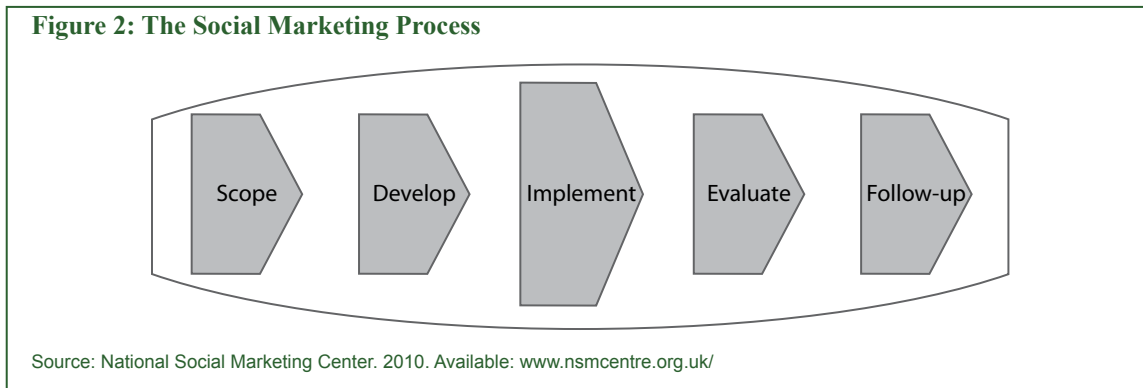 Figure 2: The Social Marketing Process
Scope
Develop
Implement
Evaluate
Follow-up
Source: National Social Marketing Center. 2010. Available: www.nsmcentre.org.uk/